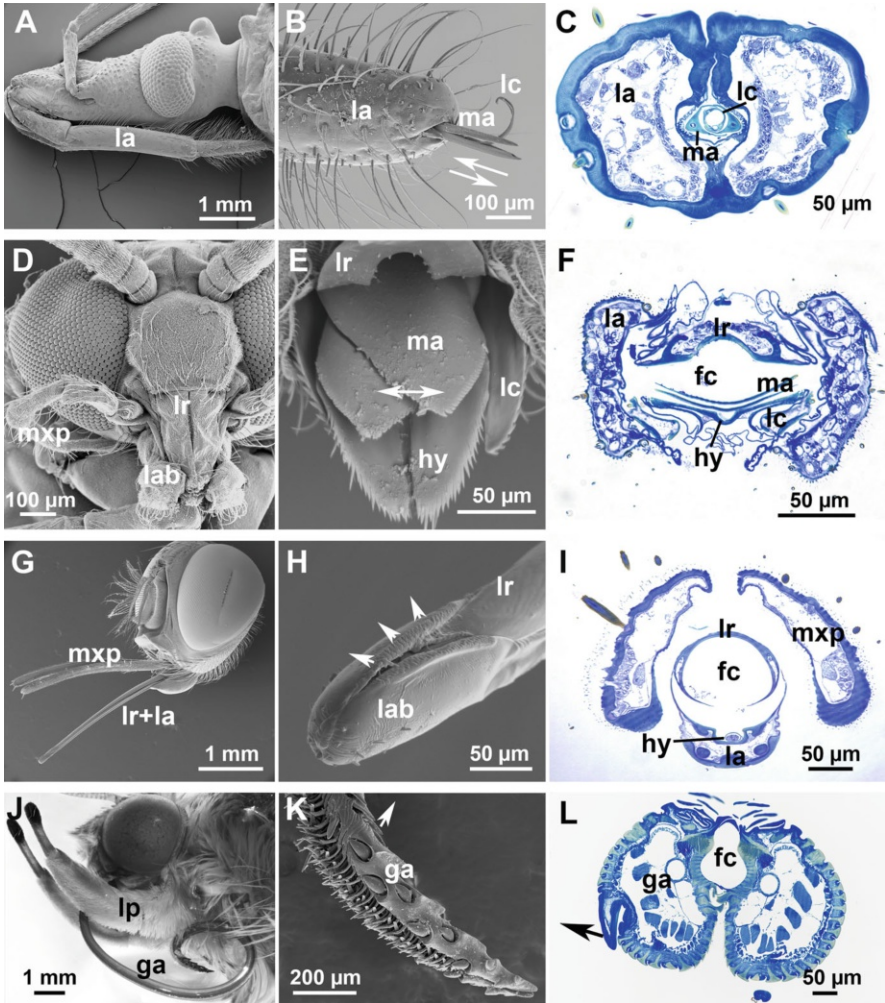 A
la
1 mm
B
la
lc
ma
100 µm
C
la
lc
ma
50 µm
D
lr
mxp
lab
100 µm
E
lr
ma
lc
hy
50 µm
F
la
lr
fc
ma
lc
hy
50 µm
G
mxp
lr+la
1 mm
H
lr
lab
50 µm
I
lr
mxp
fc
hy
la
50 µm
J
lp
ga
1 mm
K
ga
200 µm
L
fc
ga
50 µm